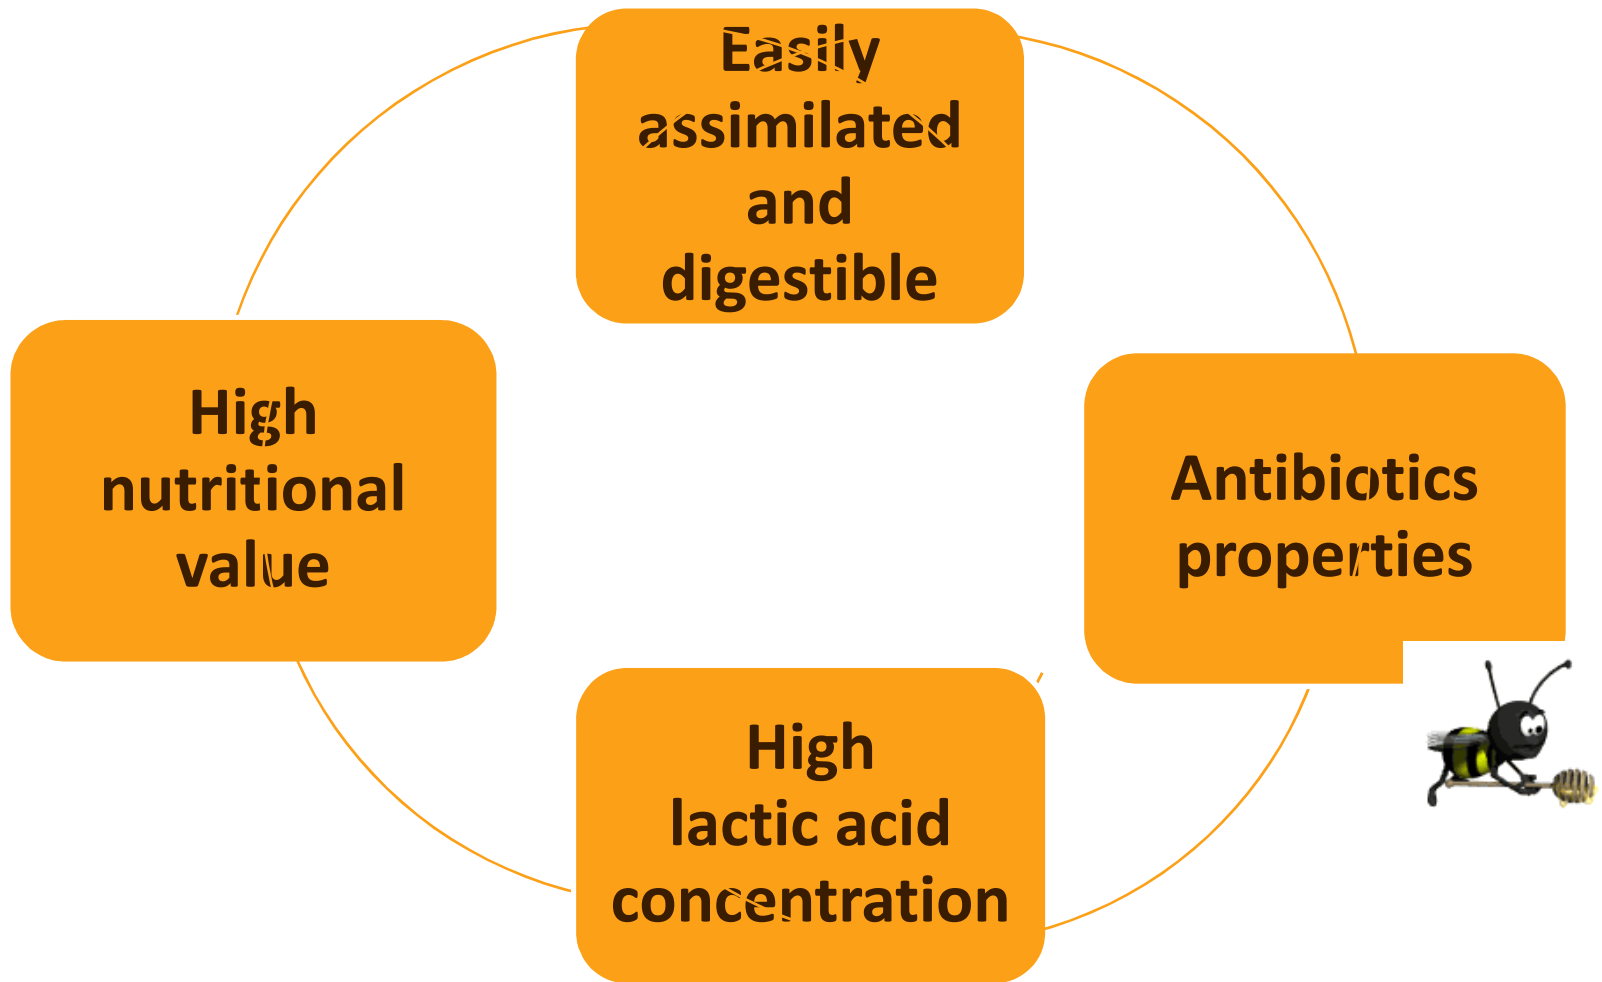 Easily
assimilated
and
digestible
High
nutritional
value
Antibiotics
properties
High
lactic acid
concentration